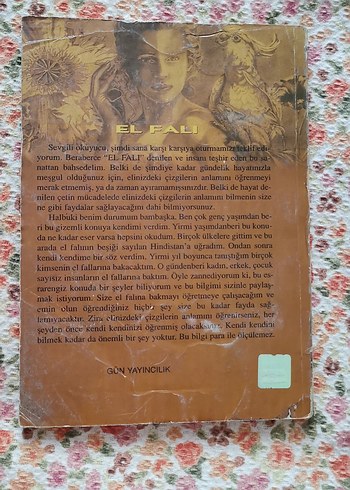 EL FALI
Sevgili okuyucu, şimdi sana karşı karşıya oturmamızı teklif edi-
yorum. Beraberce "EL FALI" denilen ve insanı teşhir eden bu sa-
nattan bahsedelim. Belki de şimdiye kadar gündelik hayatımızla
meşgul olduğunuz için, elinizdeki çizgilerin anlamını öğrenmeyi
merak etmemiş, ya da zaman ayıramamışsınızdır. Belki de hayat de-
nilen çetin mücadelede elinizdeki çizgilerin anlamını bilmenin size
ne gibi faydalar sağlayacağını dahi bilmiyorsunuz.
Halbuki benim durumum bambaşka. Ben çok genç yaşımdan be-
ri bu gizemli konuya kendimi verdim. Yirmi yaşımdanberi bu konu-
da ne kadar eser varsa hepsini okudum. Birçok ülkelere gittim ve bu
arada el falının beşiği sayılan Hindistan'a uğradım. Ondan sonra
kendi kendime bir söz verdim. Yirmi yıl boyunca tanıştığım birçok
kimsenin el fallarına bakacaktım. O günden beri kadın, erkek, çocuk
sayısız insanların el fallarına baktım. Öyle zannediyorum ki, bu es-
rarengiz konuda bir şeyler biliyorum ve bu bilgimi sizinle paylaş-
mak istiyorum. Size el falına bakmayı öğretmeye çalışacağım ve
emin olun öğrendiğiniz hiçbir şey size bu kadar fayda sağ-
lamayacaktır. Zira elinizdeki çizgilerin anlamını öğrenirseniz, her
şeyden önce kendi kendinizi öğrenmiş olacaksınız. Kendi kendini
bilmek kadar da önemli bir şey yoktur. Bu bilgi para ile ölçülemez.
GÜN YAYINCILIK